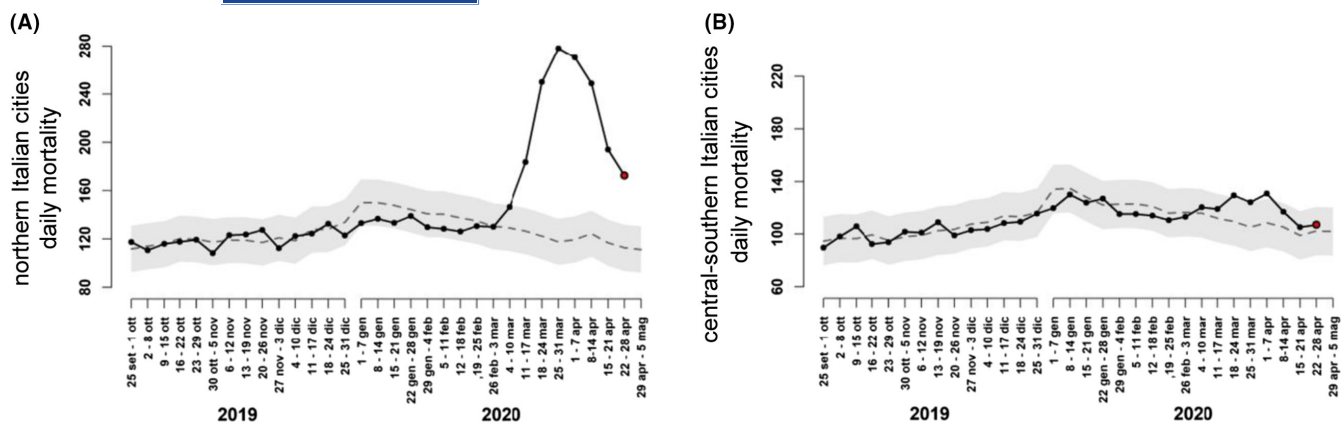 (A)
northern Italian cities
daily mortality
280
240
200
160
120
80
25 set - 1 ott
2 - 8 ott
9 - 15 ott
16 - 22 ott
23 - 29 ott
30 ott - 5 nov
6 - 12 nov
13 - 19 nov
20 - 26 nov
27 nov - 3 dic
4 - 10 dic
11 - 17 dic
18 - 24 dic
25 - 31 dic
1 - 7 gen
8 - 14 gen
15 - 21 gen
22 gen - 28 gen
29 gen - 4 feb
5 - 11 feb
12 - 18 feb
,19 - 25 feb
26 feb - 3 mar
4 - 10 mar
11 - 17 mar
18 - 24 mar
25 - 31 mar
1 - 7 apr
8-14 apr
15 - 21 apr
22 - 28 apr
29 apr - 5 mag
2019
2020
(B)
central-southern Italian cities
daily mortality
220
180
140
100
60
25 set - 1 ott
2 - 8 ott
9 - 15 ott
16 - 22 ott
23 - 29 ott
30 ott - 5 nov
6 - 12 nov
13 - 19 nov
20 - 26 nov
27 nov - 3 dic
4 - 10 dic
11 - 17 dic
18 - 24 dic
25 - 31 dic
1 - 7 gen
8 - 14 gen
15 - 21 gen
22 gen - 28 gen
29 gen - 4 feb
5 - 11 feb
12 - 18 feb
,19 - 25 feb
26 feb - 3 mar
4 - 10 mar
11 - 17 mar
18 - 24 mar
25 - 31 mar
1 - 7 apr
8-14 apr
15 - 21 apr
22 - 28 apr
29 apr - 5 mag
2019
2020